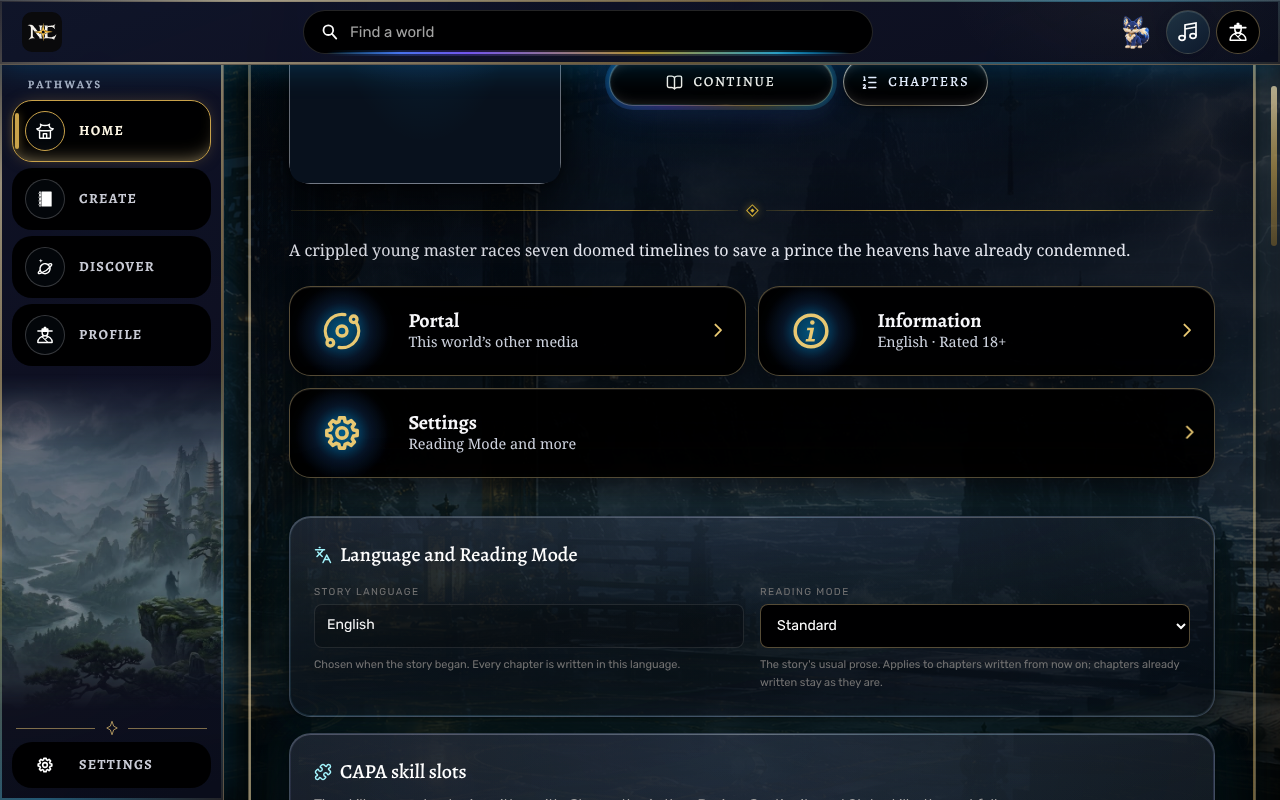 NE
Find a world
PATHWAYS
HOME
CREATE
DISCOVER
PROFILE
SETTINGS
CONTINUE
CHAPTERS
A crippled young master races seven doomed timelines to save a prince the heavens have already condemned.
Portal
This world’s other media
Information
English · Rated 18+
Settings
Reading Mode and more
Language and Reading Mode
STORY LANGUAGE
English
Chosen when the story began. Every chapter is written in this language.
READING MODE
Standard
The story's usual prose. Applies to chapters written from now on; chapters already
written stay as they are.
CAPA skill slots